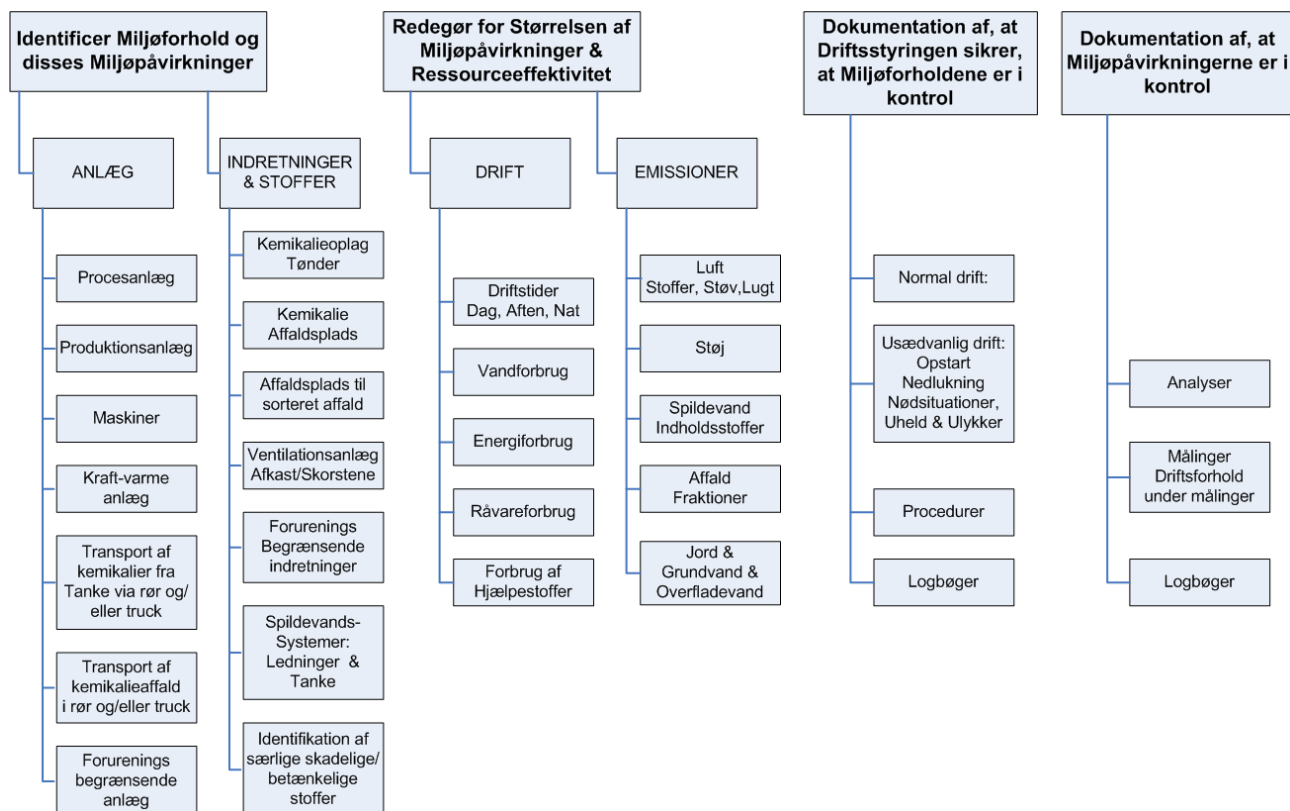 Identificer Miljøforhold og
disses Miljøpåvirkninger
ANLÆG
Procesanlæg
Produktionsanlæg
Maskiner
Kraft-varme
anlæg
Transport af
kemikalier fra
Tanke via rør og/
eller truck
Transport af
kemikalieaffald
i rør og/eller truck
Forurenings
begrænsende
anlæg
INDRETNINGER
& STOFFER
Kemikalieoplag
Tønder
Kemikalie
Affaldsplads
Affaldsplads til
sorteret affald
Ventilationsanlæg
Afkast/Skorstene
Forurenings
Begrænsende
indretninger
Spildevands-
Systemer:
Ledninger &
Tanke
Identifikation af
særlige skadelige/
betænkelige
stoffer
Redegør for Størrelsen af
Miljøpåvirkninger &
Ressourceeffektivitet
DRIFT
Driftstider
Dag, Aften, Nat
Vandforbrug
Energiforbrug
Råvareforbrug
Forbrug af
Hjælpestoffer
EMISSIONER
Luft
Stoffer, Støv,Lugt
Støj
Spildevand
Indholdsstoffer
Affald
Fraktioner
Jord &
Grundvand &
Overfladevand
Dokumentation af, at
Driftsstyringen sikrer,
at Miljøforholdene er i
kontrol
Normal drift:
Usædvanlig drift:
Opstart
Nedlukning
Nødsituationer,
Uheld & Ulykker
Procedurer
Logbøger
Dokumentation af, at
Miljøpåvirkningerne er i
kontrol
Analyser
Målinger
Driftsforhold
under målinger
Logbøger